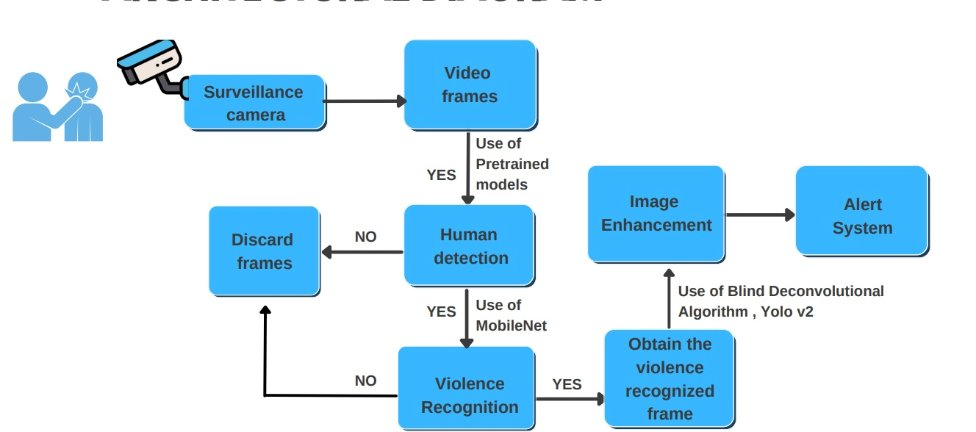 Surveillance
camera
Video
frames
Use of
Pretrained
models
YES
Human
detection
NO
Discard
frames
YES
Use of
MobileNet
Violence
Recognition
NO
YES
Obtain the
violence
recognized
frame
Use of Blind Deconvolutional
Algorithm , Yolo v2
Image
Enhancement
Alert
System